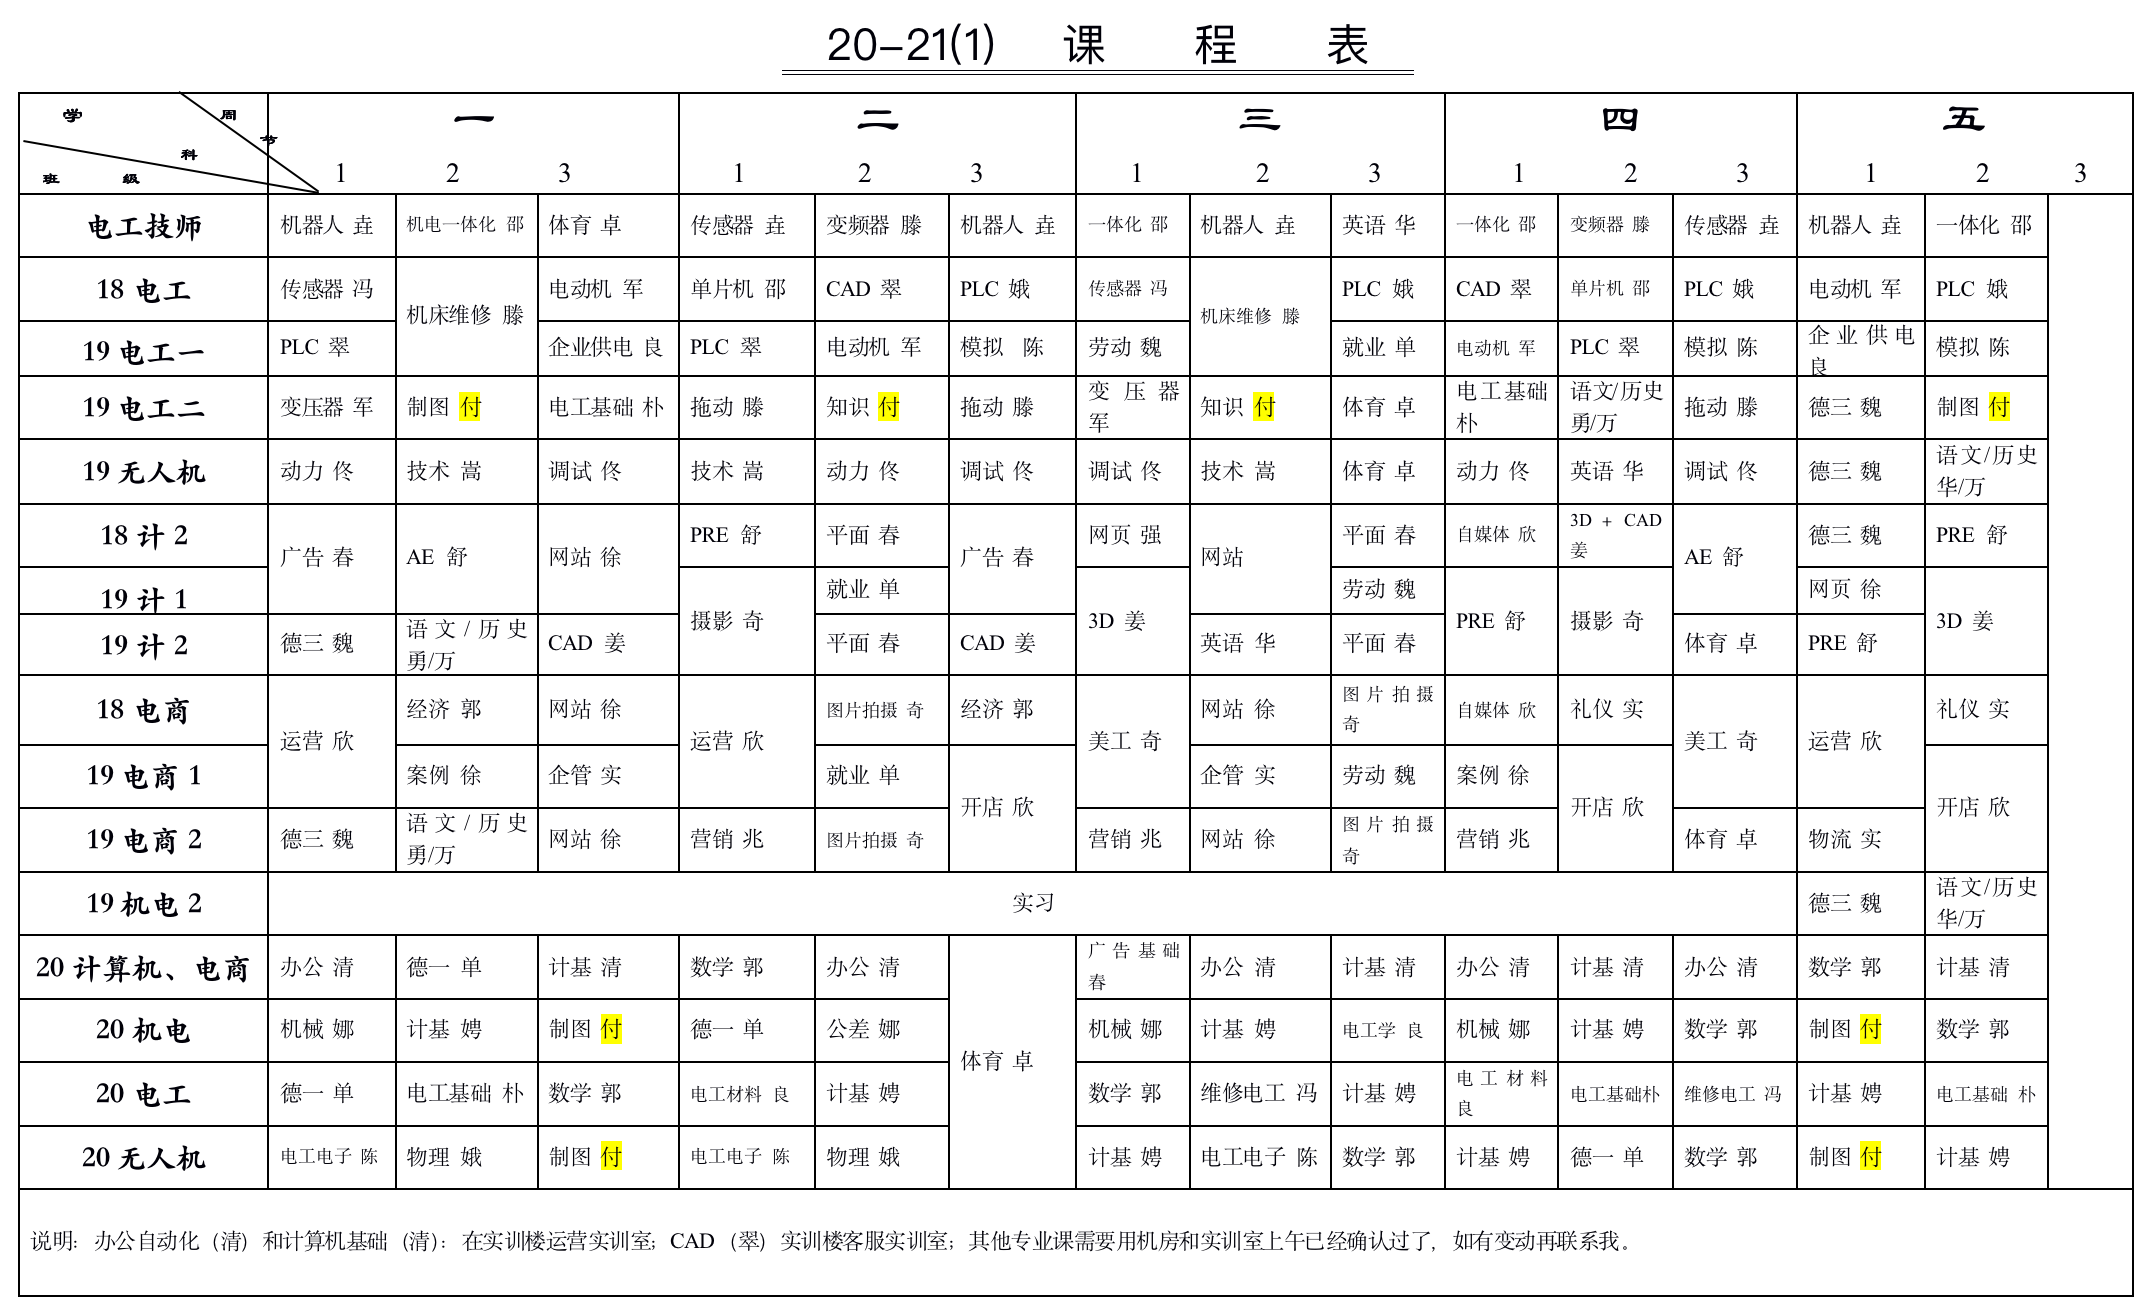 20-21(1) 课 程 表
学 周 节 科 班 级
一 二 三 四 五
1 2 3 1 2 3 1 2 3 1 2 3 1 2 3
电工技师 机器人 垚 机电一体化 邵 体育 卓 传感器 垚 变频器 滕 机器人 垚 一体化 邵 机器人 垚 英语 华 一体化 邵 变频器 滕 传感器 垚 机器人 垚 一体化 邵
18 电工 传感器 冯 机床维修 滕 电动机 军 单片机 邵 CAD 翠 PLC 娥 传感器 冯 机床维修 滕 PLC 娥 CAD 翠 单片机 邵 PLC 娥 电动机 军 PLC 娥
19 电工一 PLC 翠 企业供电 良 PLC 翠 电动机 军 模拟 陈 劳动 魏 就业 单 电动机 军 PLC 翠 模拟 陈 企业供电 良 模拟 陈
19 电工二 变压器 军 制图 付 电工基础 朴 拖动 滕 知识 付 拖动 滕 变压器 军 知识 付 体育 卓 电工基础 朴 语文/历史 勇/万 拖动 滕 德三 魏 制图 付
19 无人机 动力 佟 技术 嵩 调试 佟 技术 嵩 动力 佟 调试 佟 调试 佟 技术 嵩 体育 卓 动力 佟 英语 华 调试 佟 德三 魏 语文/历史 华/万
18 计 2 广告 春 AE 舒 网站 徐 PRE 舒 平面 春 广告 春 网页 强 网站 平面 春 自媒体 欣 3D + CAD 姜 AE 舒 德三 魏 PRE 舒
19 计 1 摄影 奇 就业 单 3D 姜 劳动 魏 PRE 舒 摄影 奇 网页 徐 3D 姜
19 计 2 德三 魏 语文/历史 勇/万 CAD 姜 平面 春 CAD 姜 英语 华 平面 春 体育 卓 PRE 舒
18 电商 运营 欣 经济 郭 网站 徐 运营 欣 图片拍摄 奇 经济 郭 美工 奇 网站 徐 图片拍摄 奇 自媒体 欣 礼仪 实 美工 奇 运营 欣 礼仪 实
19 电商 1 案例 徐 企管 实 就业 单 开店 欣 企管 实 劳动 魏 案例 徐 开店 欣 开店 欣
19 电商 2 德三 魏 语文/历史 勇/万 网站 徐 营销 兆 图片拍摄 奇 营销 兆 网站 徐 图片拍摄 奇 营销 兆 体育 卓 物流 实
19 机电 2 实习 德三 魏 语文/历史 华/万
20 计算机、电商 办公 清 德一 单 计基 清 数学 郭 办公 清 体育 卓 广告基础 春 办公 清 计基 清 办公 清 计基 清 办公 清 数学 郭 计基 清
20 机电 机械 娜 计基 娉 制图 付 德一 单 公差 娜 机械 娜 计基 娉 电工学 良 机械 娜 计基 娉 数学 郭 制图 付 数学 郭
20 电工 德一 单 电工基础 朴 数学 郭 电工材料 良 计基 娉 数学 郭 维修电工 冯 计基 娉 电工材料 良 电工基础朴 维修电工 冯 计基 娉 电工基础 朴
20 无人机 电工电子 陈 物理 娥 制图 付 电工电子 陈 物理 娥 计基 娉 电工电子 陈 数学 郭 计基 娉 德一 单 数学 郭 制图 付 计基 娉
说明：办公自动化（清）和计算机基础（清）：在实训楼运营实训室；CAD（翠）实训楼客服实训室；其他专业课需要用机房和实训室上午已经确认过了，如有变动再联系我。